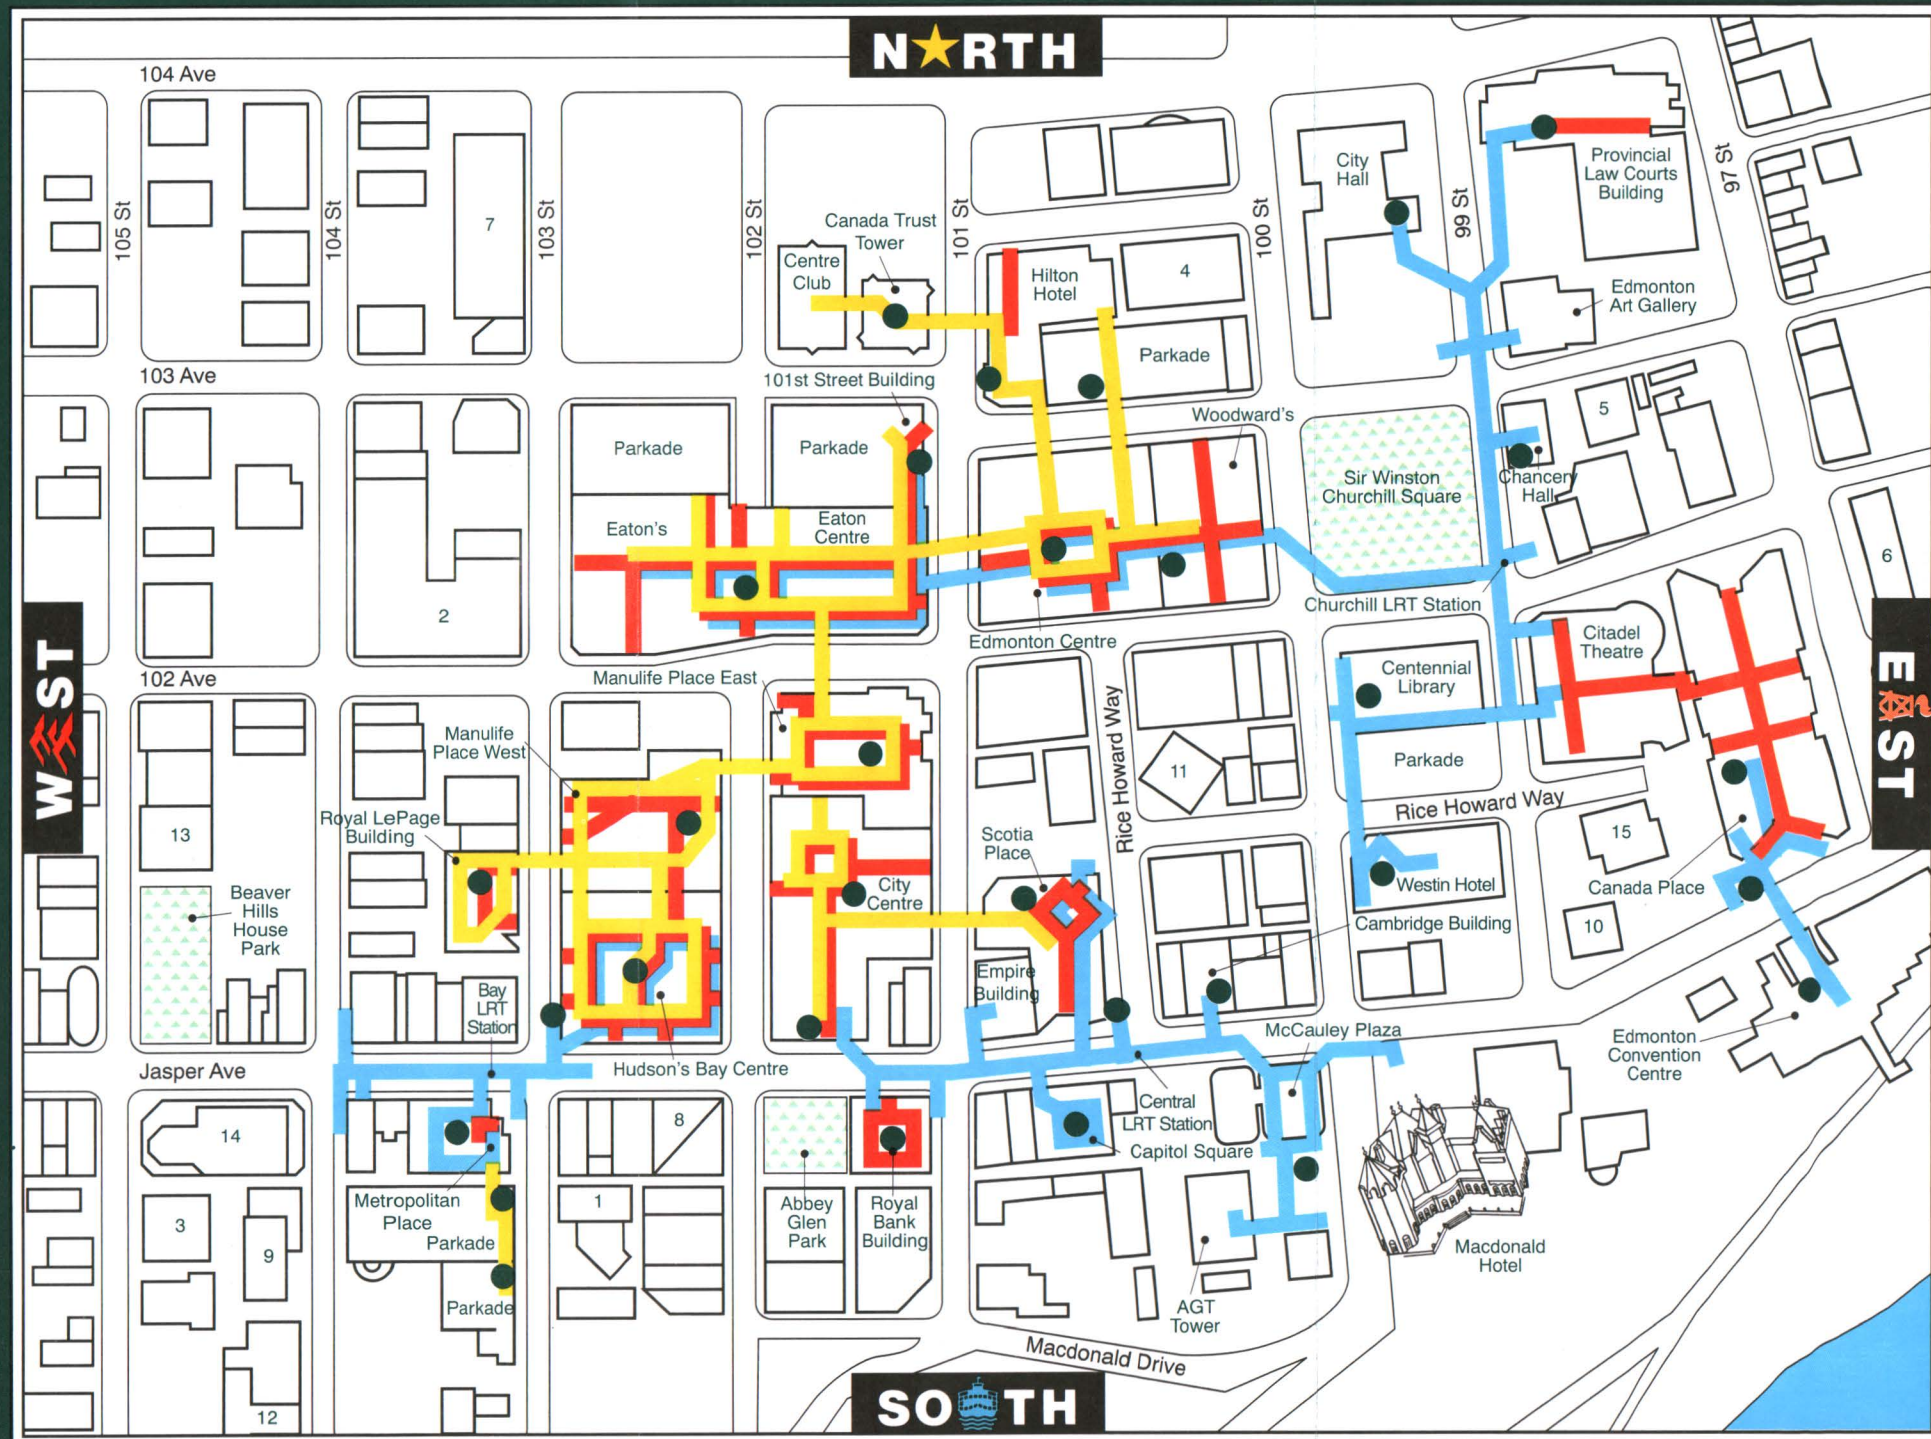 N★RTH
104 Ave
105 St
104 St
103 St
102 St
101 St
100 St
99 St
97 St
7
Canada Trust
Tower
Centre
Club
Hilton
Hotel
4
Parkade
City
Hall
Provincial
Law Courts
Building
Edmonton
Art Gallery
103 Ave
101st Street Building
Woodward's
Parkade
Parkade
Eaton's
Eaton
Centre
Sir Winston
Churchill Square
5
Chancery
Hall
6
2
Edmonton Centre
Churchill LRT Station
WEST
EAST
102 Ave
Manulife Place East
Manulife
Place West
Royal LePage
Building
13
Beaver
Hills
House
Park
Centennial
Library
Citadel
Theatre
Parkade
11
Rice Howard Way
Rice Howard Way
15
Scotia
Place
City
Centre
Westin Hotel
Canada Place
Cambridge Building
10
Empire
Building
Bay
LRT
Station
McCauley Plaza
Edmonton
Convention
Centre
Jasper Ave
Hudson's Bay Centre
14
8
Central
LRT Station
Capitol Square
Metropolitan
Place
Parkade
3
9
1
Abbey
Glen
Park
Royal
Bank
Building
Macdonald
Hotel
Parkade
AGT
Tower
12
Macdonald Drive
SOUTH